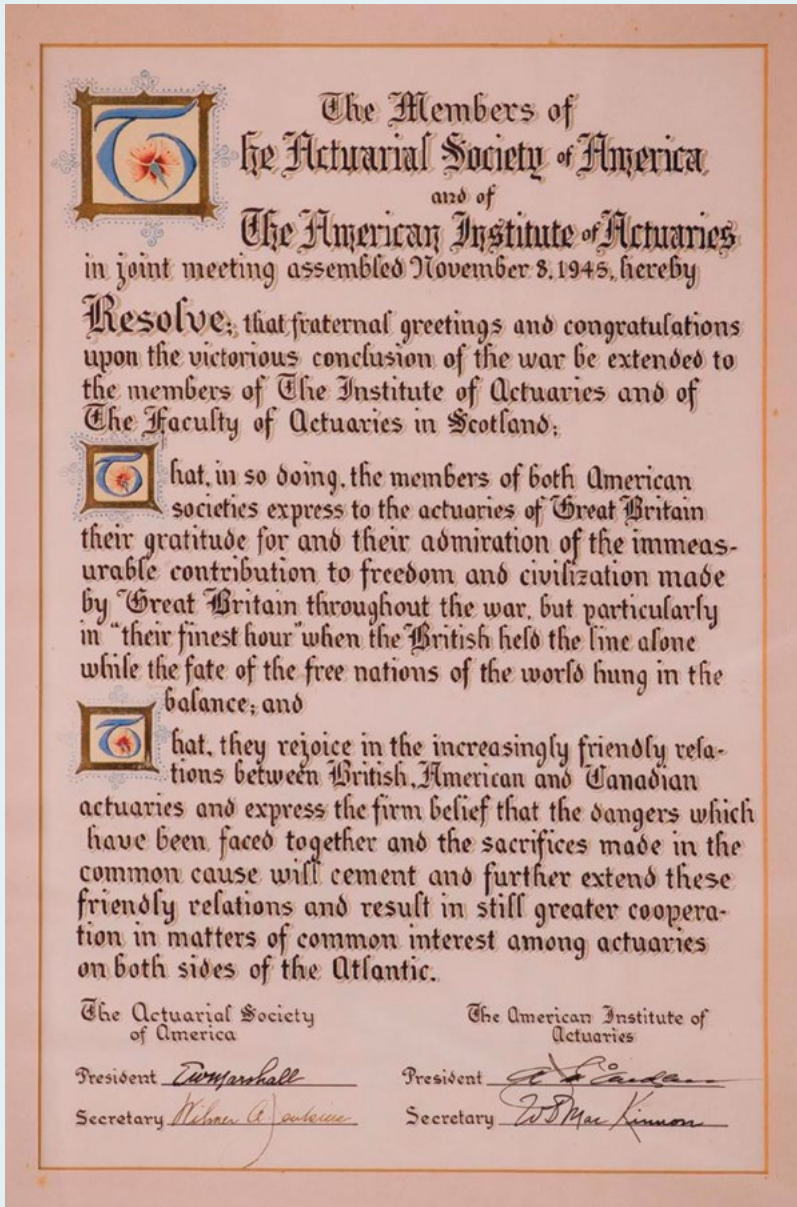 The Members of
The Actuarial Society of America
and of
The American Institute of Actuaries
in joint meeting assembled November 8, 1945, hereby
Resolve; that fraternal greetings and congratulations
upon the victorious conclusion of the war be extended to
the members of The Institute of Actuaries and of
The Faculty of Actuaries in Scotland;
That, in so doing, the members of both American
societies express to the actuaries of Great Britain
their gratitude for and their admiration of the immeas-
urable contribution to freedom and civilization made
by Great Britain throughout the war, but particularly
in "their finest hour" when the British held the line alone
while the fate of the free nations of the world hung in the
balance; and
That, they rejoice in the increasingly friendly rela-
tions between British, American and Canadian
actuaries and express the firm belief that the dangers which
have been faced together and the sacrifices made in the
common cause will cement and further extend these
friendly relations and result in still greater coopera-
tion in matters of common interest among actuaries
on both sides of the Atlantic.
The Actuarial Society
of America
President EW Marshall
Secretary Wilmer A Jenkins
The American Institute of
Actuaries
President
Secretary WS Mac Kinnon